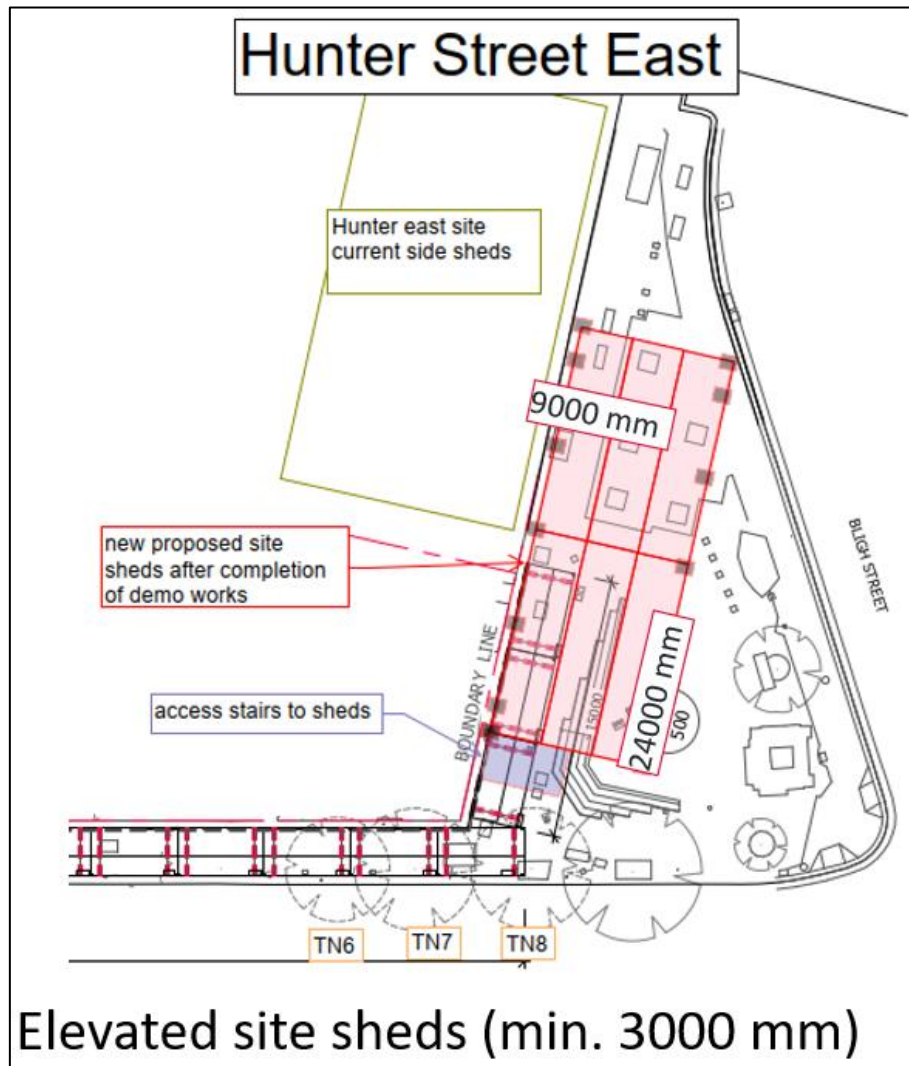 Hunter Street East
Hunter east site
current side sheds
9000 mm
new proposed site
sheds after completion
of demo works
BLIGH STREET
BOUNDARY LINE
access stairs to sheds
24000 mm
500
TN6
TN7
TN8
Elevated site sheds (min. 3000 mm)